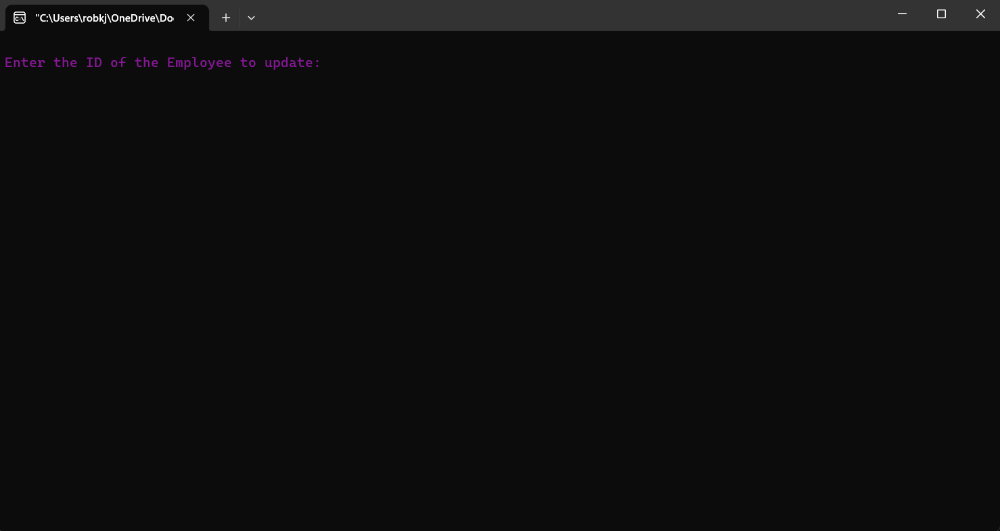 "C:\Users\robkj\OneDrive\Do
Enter the ID of the Employee to update: